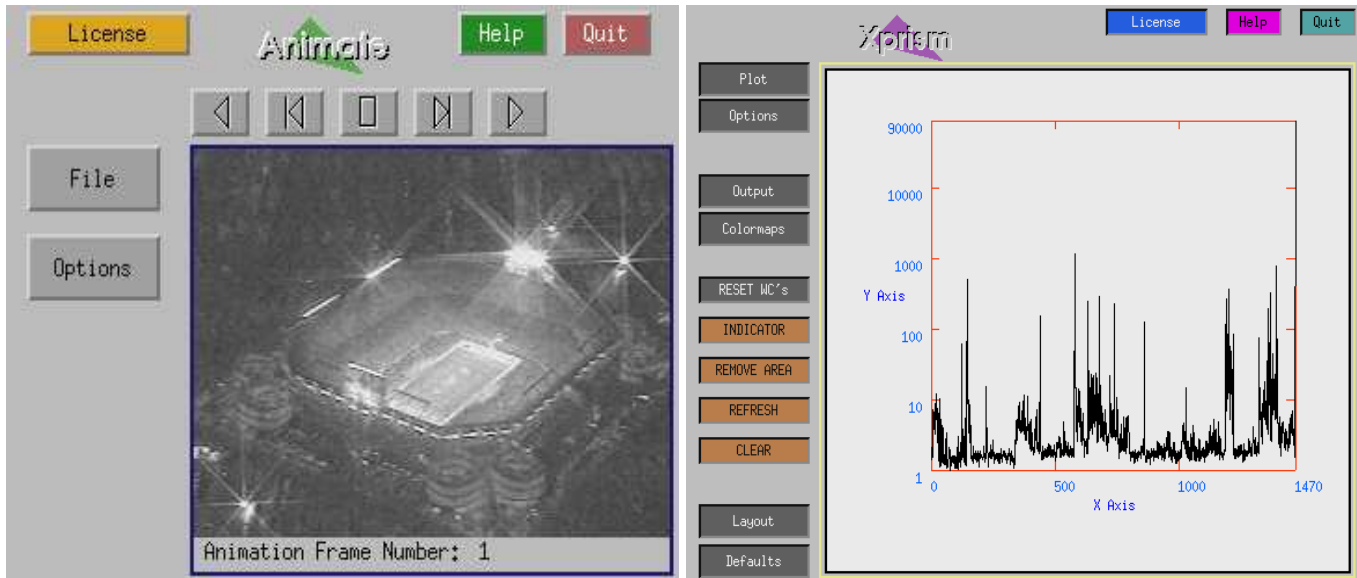 License
Animate
Help
Quit
File
Options
Animation Frame Number: 1
Xprism
License
Help
Quit
Plot
Options
Output
Colormaps
RESET WC's
INDICATOR
REMOVE AREA
REFRESH
CLEAR
Layout
Defaults
90000
10000
1000
Y Axis
100
10
1
0 500 1000 1470
X Axis